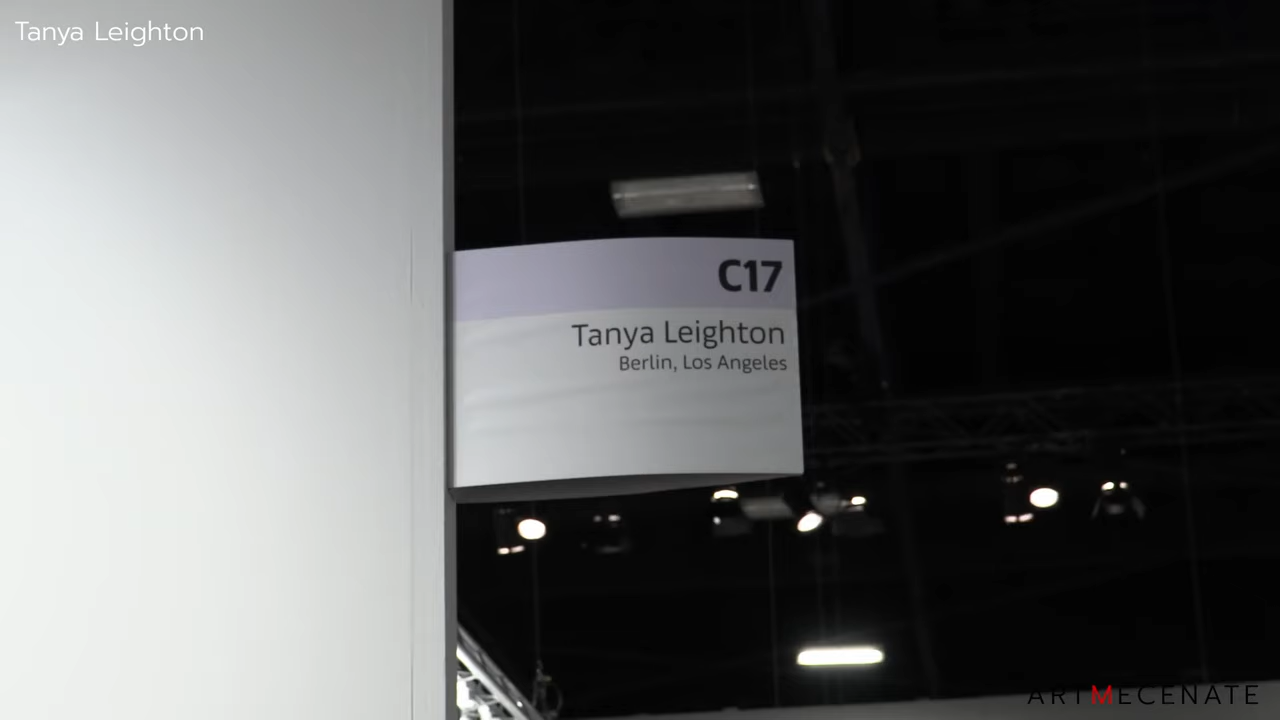 Tanya Leighton
C17
Tanya Leighton
Berlin, Los Angeles
ARTMECENATE